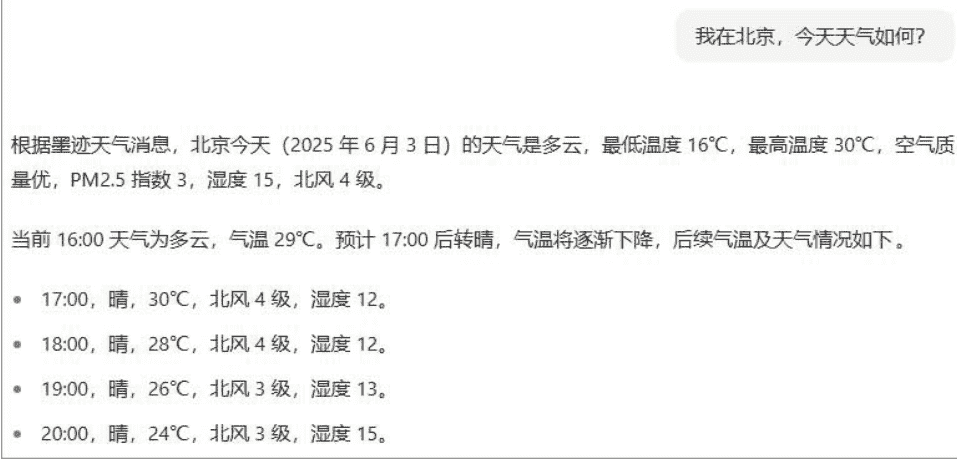 我在北京，今天天气如何？
根据墨迹天气消息，北京今天（2025 年 6 月 3 日）的天气是多云，最低温度 16℃，最高温度 30℃，空气质
量优，PM2.5 指数 3，湿度 15，北风 4 级。
当前 16:00 天气为多云，气温 29℃。预计 17:00 后转晴，气温将逐渐下降，后续气温及天气情况如下。
• 17:00，晴，30℃，北风 4 级，湿度 12。
• 18:00，晴，28℃，北风 4 级，湿度 12。
• 19:00，晴，26℃，北风 3 级，湿度 13。
• 20:00，晴，24℃，北风 3 级，湿度 15。